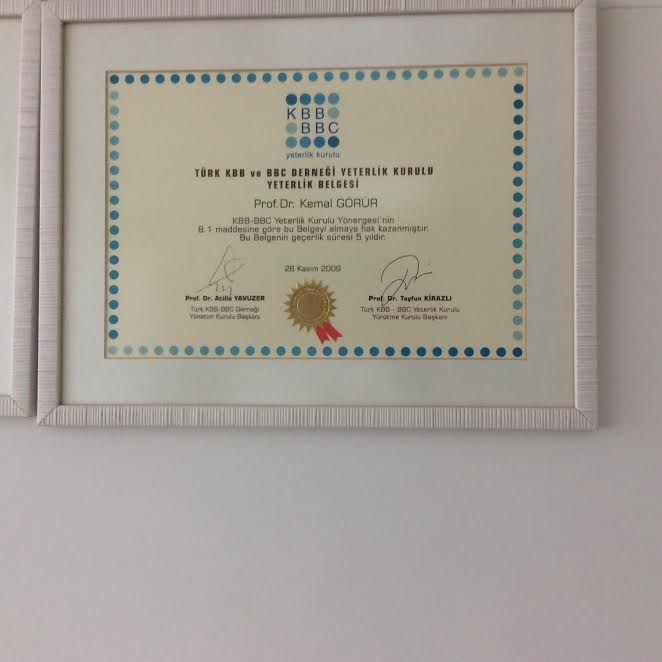 KBB
BBC
yeterlik kurulu
TÜRK KBB ve BBC DERNEĞİ YETERLİK KURULU
YETERLİK BELGESİ
Prof.Dr. Kemal GÖRÜR
KBB-BBC Yeterlik Kurulu Yönergesi'nin
8.1 maddesine göre bu Belgeyi almaya hak kazanmıştır.
Bu Belgenin geçerlik süresi 5 yıldır.
26 Kasım 2009
Prof. Dr. Atilla YAVUZER
Türk KBB-BBC Derneği
Yönetim Kurulu Başkanı
Prof. Dr. Tayfun KİRAZLI
Türk KBB - BBC Yeterlik Kurulu
Yürütme Kurulu Başkanı